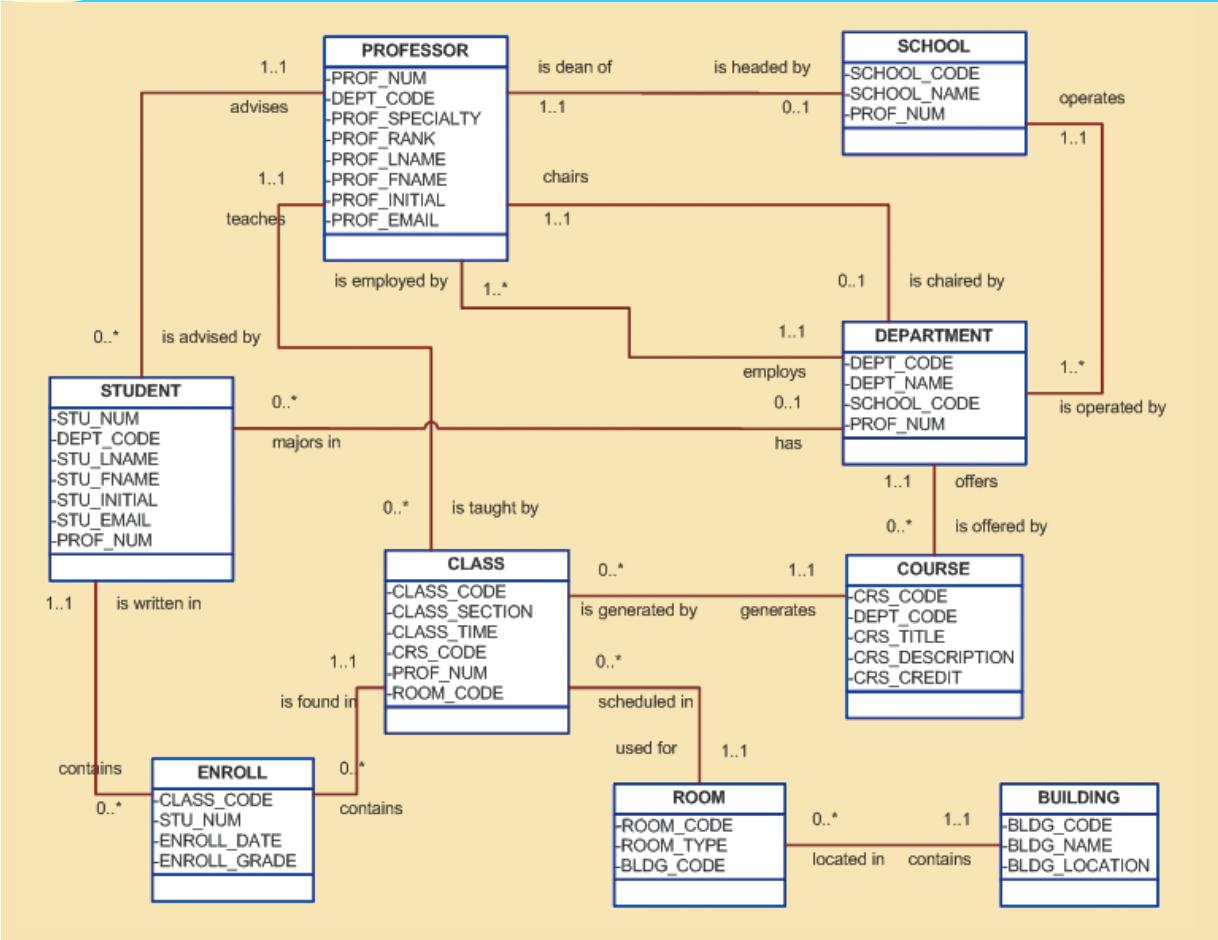 PROFESSOR
-PROF_NUM
-DEPT_CODE
-PROF_SPECIALTY
-PROF_RANK
-PROF_LNAME
-PROF_FNAME
-PROF_INITIAL
-PROF_EMAIL
1..1
advises
1..1
teaches
is dean of
1..1
is headed by
0..1
SCHOOL
-SCHOOL_CODE
-SCHOOL_NAME
-PROF_NUM
operates
1..1
chairs
1..1
is employed by
1..*
0..1
is chaired by
0..*
is advised by
1..1
employs
DEPARTMENT
-DEPT_CODE
-DEPT_NAME
-SCHOOL_CODE
-PROF_NUM
1..*
is operated by
STUDENT
-STU_NUM
-DEPT_CODE
-STU_LNAME
-STU_FNAME
-STU_INITIAL
-STU_EMAIL
-PROF_NUM
0..*
majors in
0..1
has
1..1
offers
0..*
is offered by
0..*
is taught by
CLASS
-CLASS_CODE
-CLASS_SECTION
-CLASS_TIME
-CRS_CODE
-PROF_NUM
-ROOM_CODE
0..*
is generated by
1..1
generates
COURSE
-CRS_CODE
-DEPT_CODE
-CRS_TITLE
-CRS_DESCRIPTION
-CRS_CREDIT
1..1
is written in
1..1
is found in
0..*
scheduled in
used for
1..1
contains
0..*
ENROLL
-CLASS_CODE
-STU_NUM
-ENROLL_DATE
-ENROLL_GRADE
0..*
contains
ROOM
-ROOM_CODE
-ROOM_TYPE
-BLDG_CODE
0..*
located in
1..1
contains
BUILDING
-BLDG_CODE
-BLDG_NAME
-BLDG_LOCATION